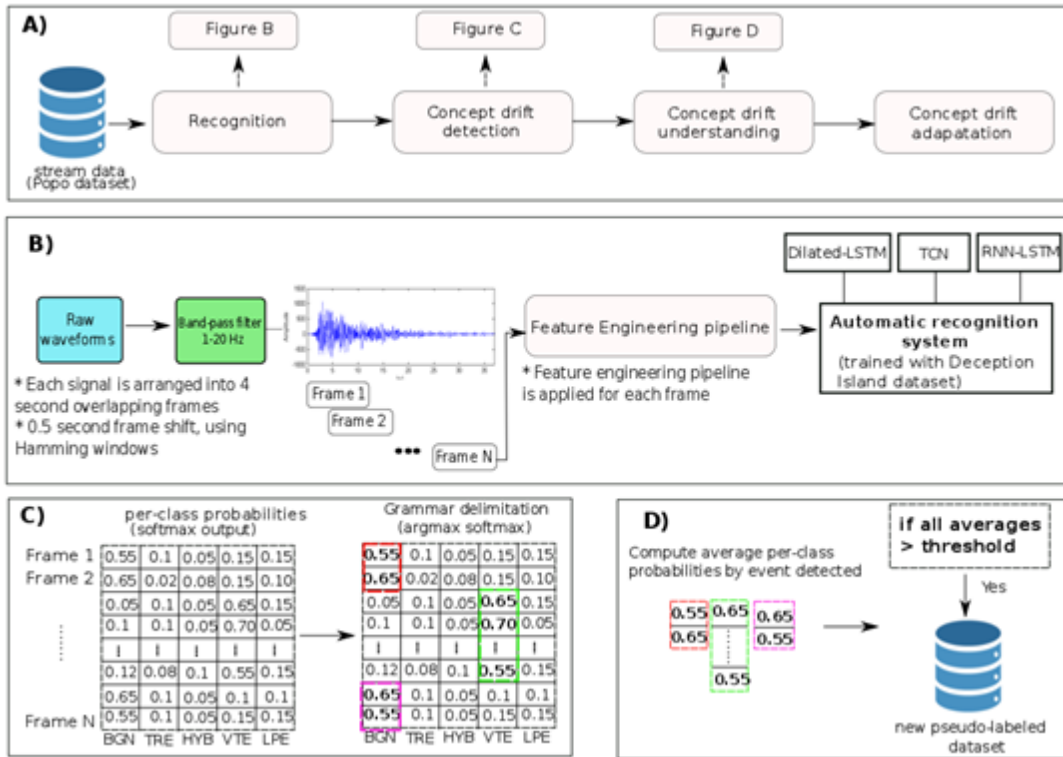 A)
Figure B
Figure C
Figure D
Recognition
Concept drift
detection
Concept drift
understanding
Concept drift
adapatation
stream data
(Popo dataset)
B)
Raw
waveforms
Band-pass filter
1-20 Hz
Amplitude
0 5 10 15 20 25 30 35
* Each signal is arranged into 4
second overlapping frames
* 0.5 second frame shift, using
Hamming windows
Frame 1
Frame 2
Frame N
Feature Engineering pipeline
* Feature engineering pipeline
is applied for each frame
Dilated-LSTM
TCN
RNN-LSTM
Automatic recognition
system
(trained with Deception
Island dataset)
C)
per-class probabilities
(softmax output)
Frame 1 0.55 0.1 0.05 0.15 0.15
Frame 2 0.65 0.02 0.08 0.15 0.10
0.05 0.1 0.05 0.65 0.15
0.1 0.1 0.05 0.70 0.05
0.12 0.08 0.1 0.55 0.15
0.65 0.1 0.05 0.1 0.1
Frame N 0.55 0.1 0.05 0.15 0.15
BGN TRE HYB VTE LPE
Grammar delimitation
(argmax softmax)
0.55 0.1 0.05 0.15 0.15
0.65 0.02 0.08 0.15 0.10
0.05 0.1 0.05 0.65 0.15
0.1 0.1 0.05 0.70 0.05
0.12 0.08 0.1 0.55 0.15
0.65 0.1 0.05 0.1 0.1
0.55 0.1 0.05 0.15 0.15
BGN TRE HYB VTE LPE
D)
Compute average per-class
probabilities by event detected
0.55 0.65 0.65
0.65 0.55
0.55
if all averages
> threshold
Yes
new pseudo-labeled
dataset